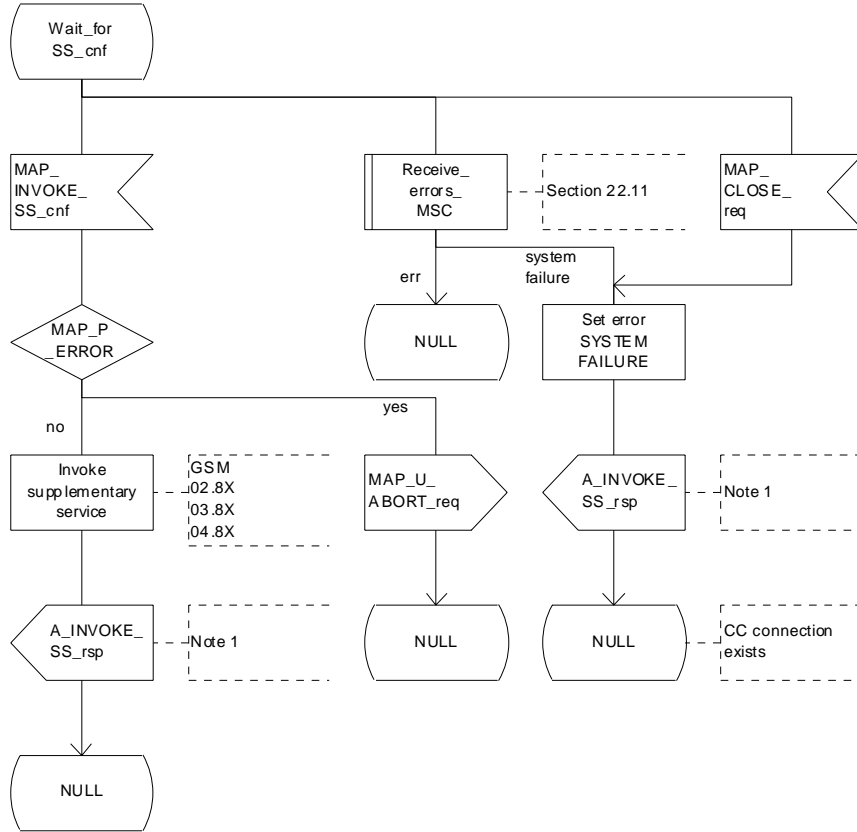 Wait_for
SS_cnf
MAP_
INVOKE_
SS_cnf
Receive_
errors_
MSC
Section 22.11
MAP_
CLOSE_
req
err
system
failure
MAP_P
_ERROR
NULL
Set error
SYSTEM
FAILURE
no
yes
Invoke
supplementary
service
GSM
02.8X
03.8X
04.8X
MAP_U_
ABORT_req
A_INVOKE_
SS_rsp
Note 1
A_INVOKE_
SS_rsp
Note 1
NULL
NULL
CC connection
exists
NULL